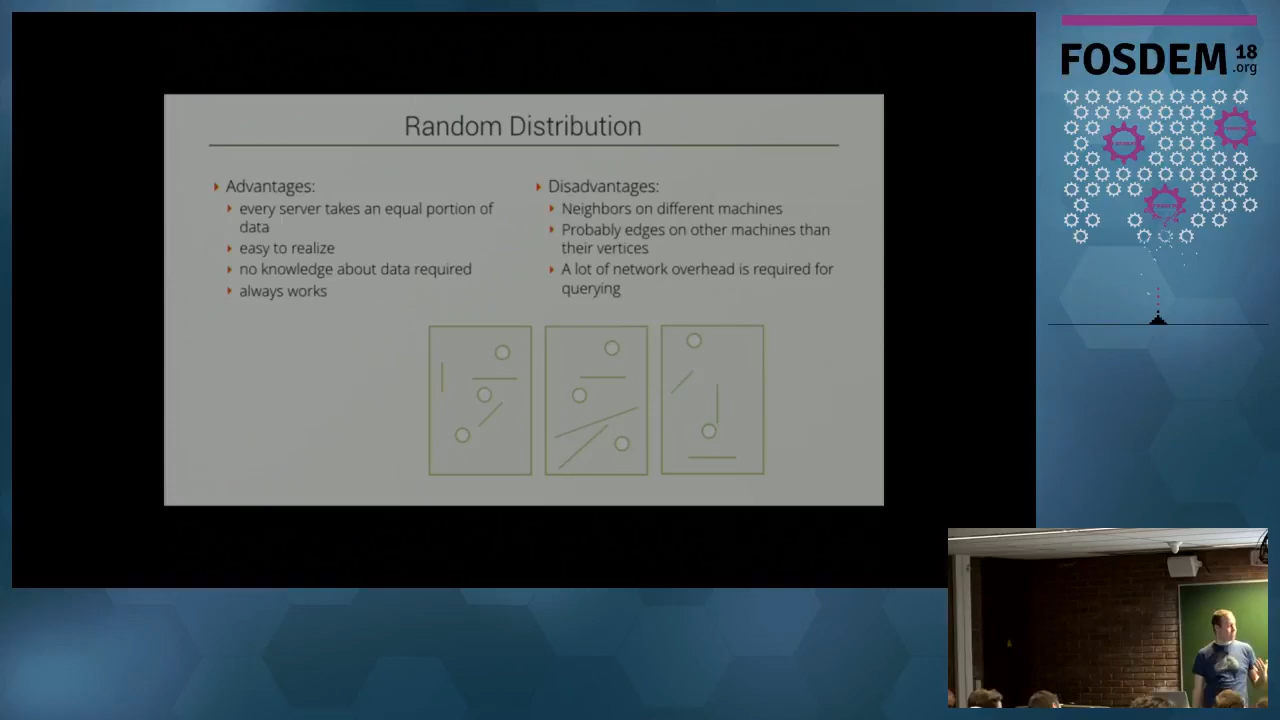 Random Distribution
Advantages:
every server takes an equal portion of
data
easy to realize
no knowledge about data required
always works
Disadvantages:
Neighbors on different machines
Probably edges on other machines than
their vertices
A lot of network overhead is required for
querying
FOSDEM 18
.org